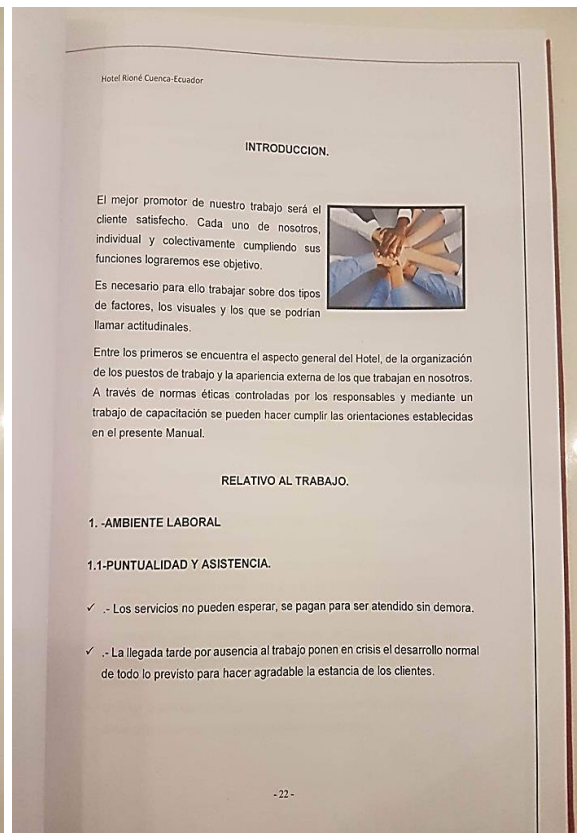 Hotel Rioné Cuenca-Ecuador
INTRODUCCION.
El mejor promotor de nuestro trabajo será el
cliente satisfecho. Cada uno de nosotros,
individual y colectivamente cumpliendo sus
funciones lograremos ese objetivo.
Es necesario para ello trabajar sobre dos tipos
de factores, los visuales y los que se podrían
llamar actitudinales.
Entre los primeros se encuentra el aspecto general del Hotel, de la organización
de los puestos de trabajo y la apariencia externa de los que trabajan en nosotros.
A través de normas éticas controladas por los responsables y mediante un
trabajo de capacitación se pueden hacer cumplir las orientaciones establecidas
en el presente Manual.
RELATIVO AL TRABAJO.
1. -AMBIENTE LABORAL
1.1-PUNTUALIDAD Y ASISTENCIA.
✓ .- Los servicios no pueden esperar, se pagan para ser atendido sin demora.
✓ .- La llegada tarde por ausencia al trabajo ponen en crisis el desarrollo normal
de todo lo previsto para hacer agradable la estancia de los clientes.
- 22 -